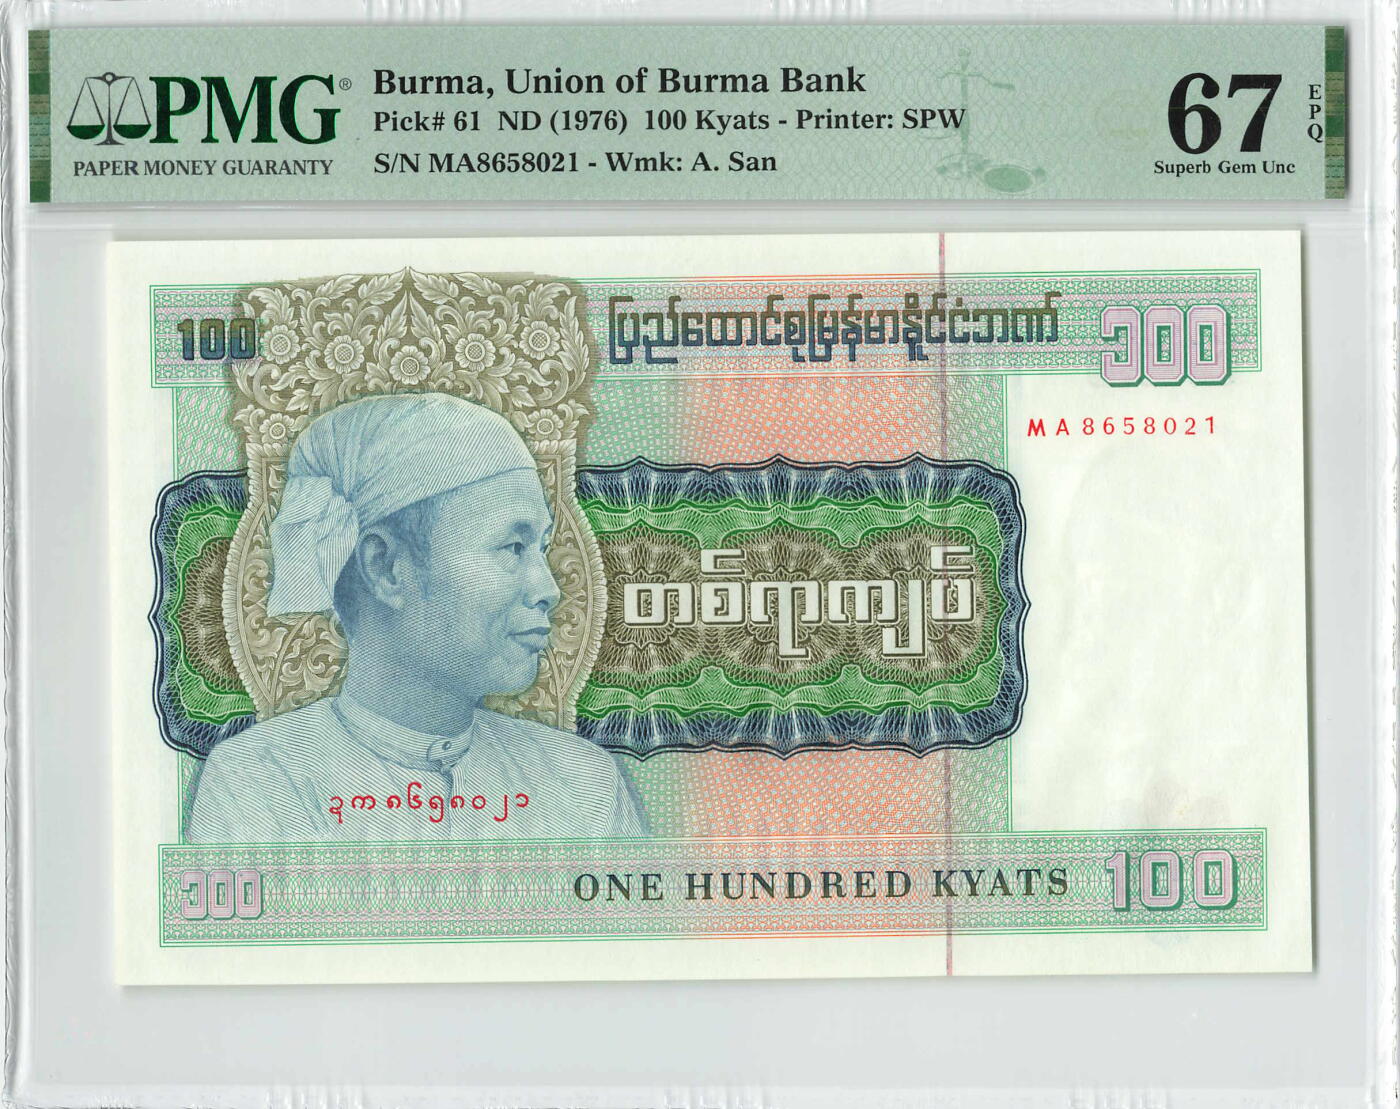 PMG®
PAPER MONEY GUARANTY
Burma, Union of Burma Bank
Pick# 61 ND (1976) 100 Kyats - Printer: SPW
S/N MA8658021 - Wmk: A. San
67
EPQ
Superb Gem Unc
100
ပြည်ထောင်စုမြန်မာနိုင်ငံဘဏ်
၁၀၀
MA8658021
တစ်ရာကျပ်
၃က၈၆၅၈၀၂၁
၁၀၀
ONE HUNDRED KYATS
100